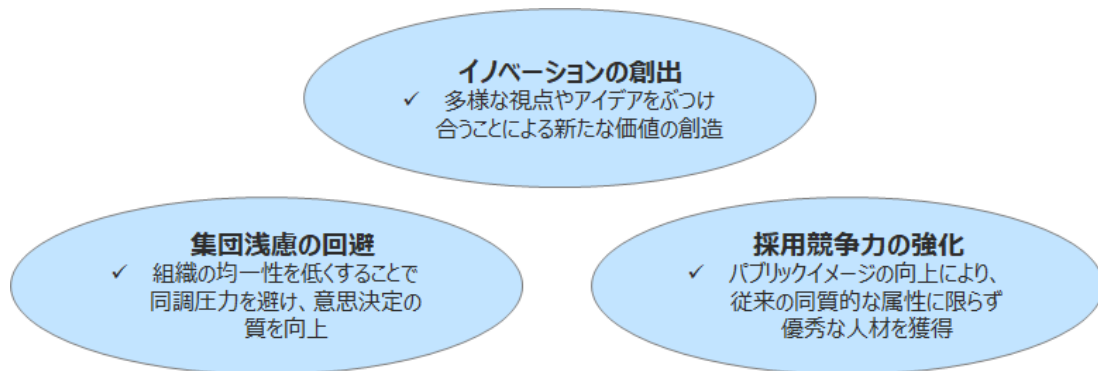 イノベーションの創出
✓ 多様な視点やアイデアをぶつけ
合うことによる新たな価値の創造
集団浅慮の回避
✓ 組織の均一性を低くすることで
同調圧力を避け、意思決定の
質を向上
採用競争力の強化
✓ パブリックイメージの向上により、
従来の同質的な属性に限らず
優秀な人材を獲得